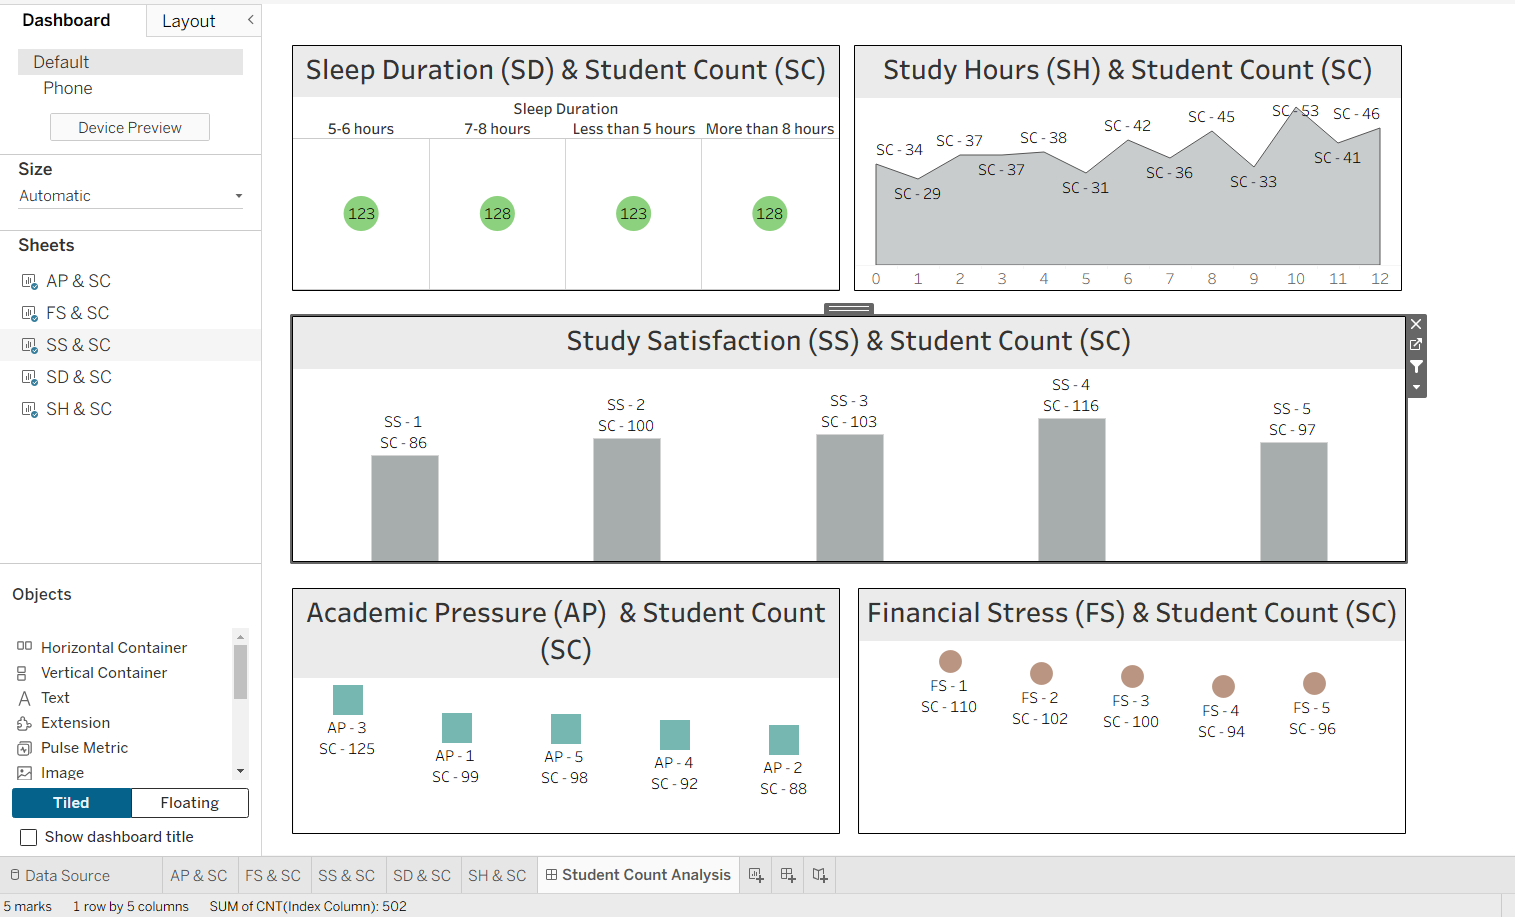 Dashboard
Layout
Default
Phone
Device Preview
Size
Automatic
Sheets
AP & SC
FS & SC
SS & SC
SD & SC
SH & SC
Objects
Horizontal Container
Vertical Container
Text
Extension
Pulse Metric
Image
Tiled
Floating
Show dashboard title
Sleep Duration (SD) & Student Count (SC)
Sleep Duration
5-6 hours 7-8 hours Less than 5 hours More than 8 hours
123 128 123 128
Study Hours (SH) & Student Count (SC)
SC - 34
SC - 29
SC - 37
SC - 37
SC - 38
SC - 31
SC - 42
SC - 36
SC - 45
SC - 33
SC - 53
SC - 41
SC - 46
0 1 2 3 4 5 6 7 8 9 10 11 12
Study Satisfaction (SS) & Student Count (SC)
SS - 1
SC - 86
SS - 2
SC - 100
SS - 3
SC - 103
SS - 4
SC - 116
SS - 5
SC - 97
Academic Pressure (AP)  & Student Count
(SC)
AP - 3
SC - 125
AP - 1
SC - 99
AP - 5
SC - 98
AP - 4
SC - 92
AP - 2
SC - 88
Financial Stress (FS) & Student Count (SC)
FS - 1
SC - 110
FS - 2
SC - 102
FS - 3
SC - 100
FS - 4
SC - 94
FS - 5
SC - 96
Data Source
AP & SC
FS & SC
SS & SC
SD & SC
SH & SC
Student Count Analysis
5 marks 1 row by 5 columns SUM of CNT(Index Column): 502